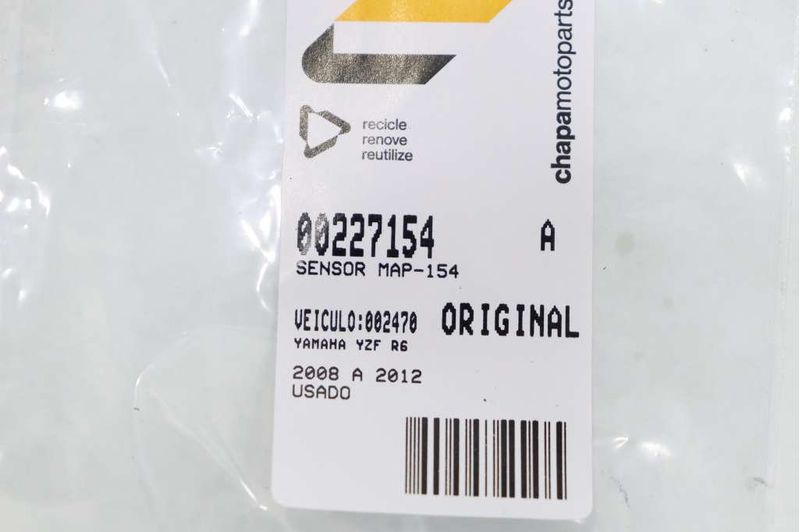 chapamotoparts
recicle
renove
reutilize
00227154 A
SENSOR MAP-154
VEICULO:002470 ORIGINAL
YAMAHA YZF R6
2008 A 2012
USADO